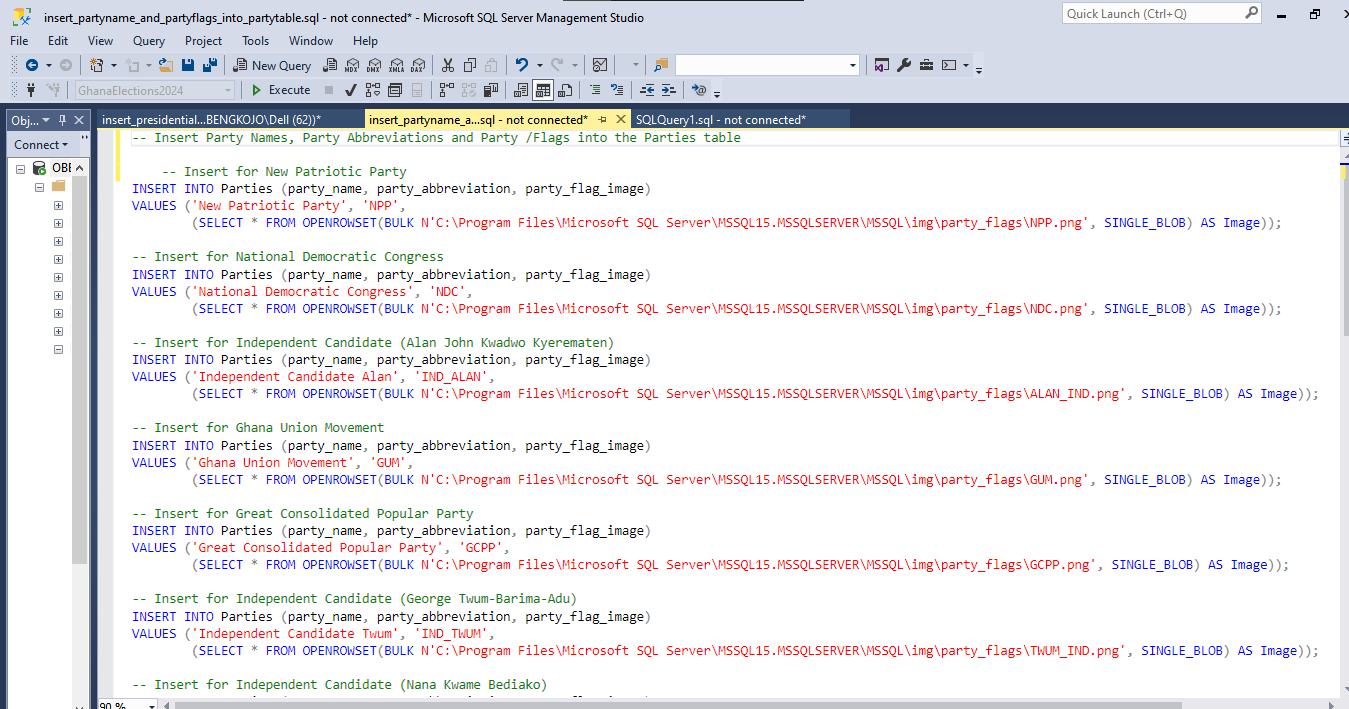 insert_partyname_and_partyflags_into_partytable.sql - not connected* - Microsoft SQL Server Management Studio
Quick Launch (Ctrl+Q)
File Edit View Query Project Tools Window Help
New Query MDX DMX XMLA DAX
GhanaElections2024 Execute
Obj... insert_presidential...BENGKOJO\Dell (62))* insert_partyname_a...sql - not connected* SQLQuery1.sql - not connected*
Connect
-- Insert Party Names, Party Abbreviations and Party /Flags into the Parties table
-- Insert for New Patriotic Party
INSERT INTO Parties (party_name, party_abbreviation, party_flag_image)
VALUES ('New Patriotic Party', 'NPP',
(SELECT * FROM OPENROWSET(BULK N'C:\Program Files\Microsoft SQL Server\MSSQL15.MSSQLSERVER\MSSQL\img\party_flags\NPP.png', SINGLE_BLOB) AS Image));
-- Insert for National Democratic Congress
INSERT INTO Parties (party_name, party_abbreviation, party_flag_image)
VALUES ('National Democratic Congress', 'NDC',
(SELECT * FROM OPENROWSET(BULK N'C:\Program Files\Microsoft SQL Server\MSSQL15.MSSQLSERVER\MSSQL\img\party_flags\NDC.png', SINGLE_BLOB) AS Image));
-- Insert for Independent Candidate (Alan John Kwadwo Kyerematen)
INSERT INTO Parties (party_name, party_abbreviation, party_flag_image)
VALUES ('Independent Candidate Alan', 'IND_ALAN',
(SELECT * FROM OPENROWSET(BULK N'C:\Program Files\Microsoft SQL Server\MSSQL15.MSSQLSERVER\MSSQL\img\party_flags\ALAN_IND.png', SINGLE_BLOB) AS Image));
-- Insert for Ghana Union Movement
INSERT INTO Parties (party_name, party_abbreviation, party_flag_image)
VALUES ('Ghana Union Movement', 'GUM',
(SELECT * FROM OPENROWSET(BULK N'C:\Program Files\Microsoft SQL Server\MSSQL15.MSSQLSERVER\MSSQL\img\party_flags\GUM.png', SINGLE_BLOB) AS Image));
-- Insert for Great Consolidated Popular Party
INSERT INTO Parties (party_name, party_abbreviation, party_flag_image)
VALUES ('Great Consolidated Popular Party', 'GCPP',
(SELECT * FROM OPENROWSET(BULK N'C:\Program Files\Microsoft SQL Server\MSSQL15.MSSQLSERVER\MSSQL\img\party_flags\GCPP.png', SINGLE_BLOB) AS Image));
-- Insert for Independent Candidate (George Twum-Barima-Adu)
INSERT INTO Parties (party_name, party_abbreviation, party_flag_image)
VALUES ('Independent Candidate Twum', 'IND_TWUM',
(SELECT * FROM OPENROWSET(BULK N'C:\Program Files\Microsoft SQL Server\MSSQL15.MSSQLSERVER\MSSQL\img\party_flags\TWUM_IND.png', SINGLE_BLOB) AS Image));
-- Insert for Independent Candidate (Nana Kwame Bediako)
90 %